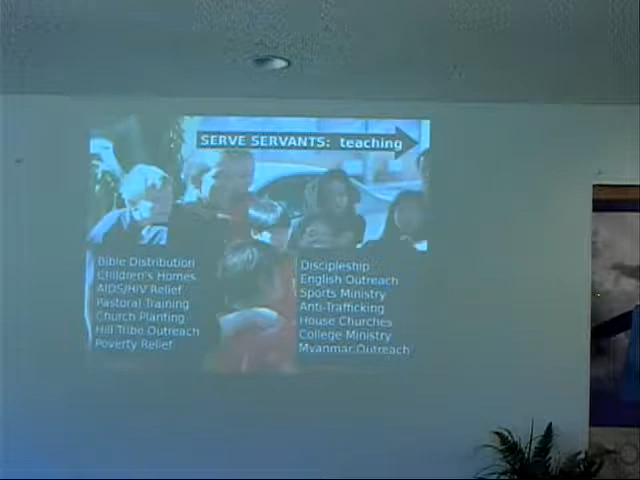 SERVE SERVANTS: teaching
Bible Distribution
Children's Homes
AIDS/HIV Relief
Pastoral Training
Church Planting
Hill Tribe Outreach
Poverty Relief
Discipleship
English Outreach
Sports Ministry
Anti-Trafficking
House Churches
College Ministry
Myanmar Outreach